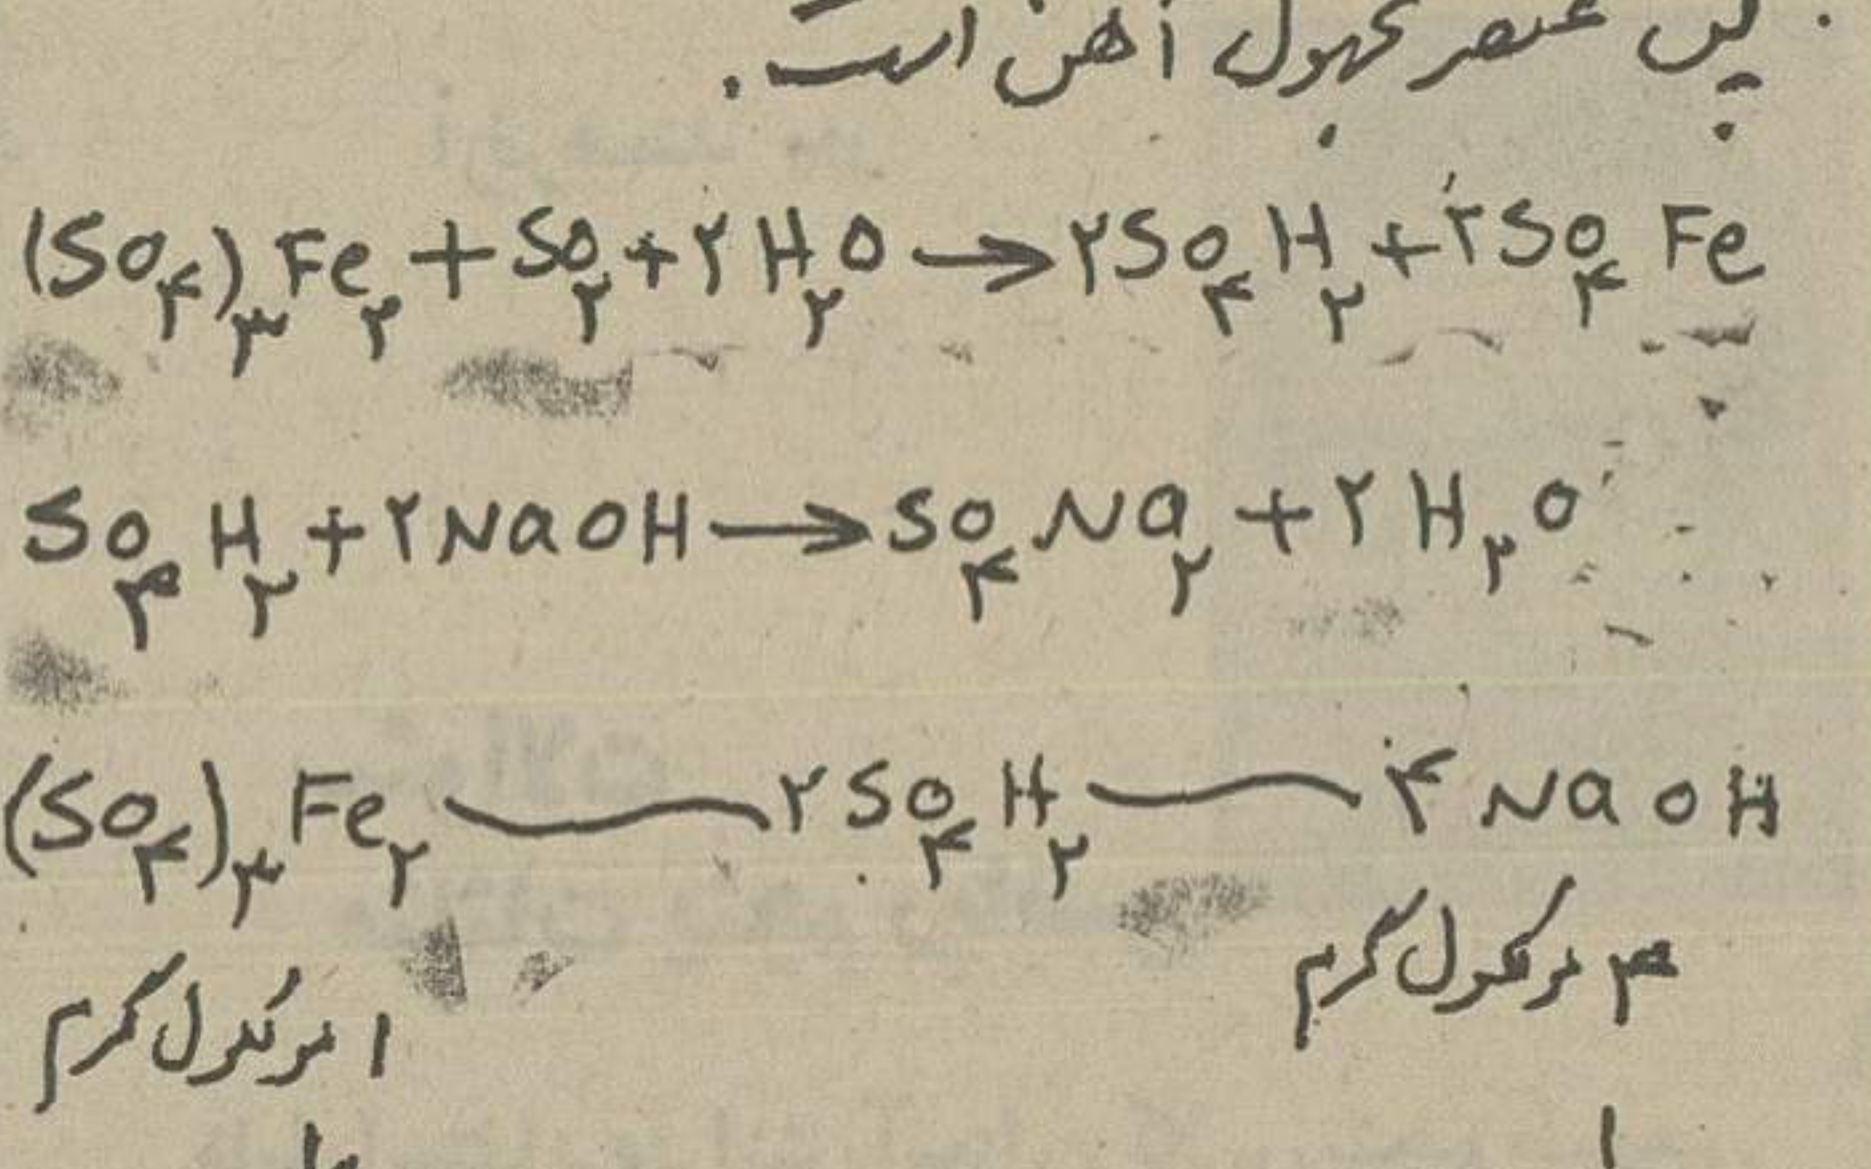 پس عنصر مجهول آهن است.
(So۴)۳Fe۲ + So۲ + ۲H۲O → ۲So۴H۲ + ۲So۴Fe
So۴H۲ + ۲NaOH → So۴Na۲ + ۲H۲O
(So۴)۳Fe۲ — ۲So۴H۲ — ۴NaOH
۱ مولکول گرم ۴ مولکول گرم